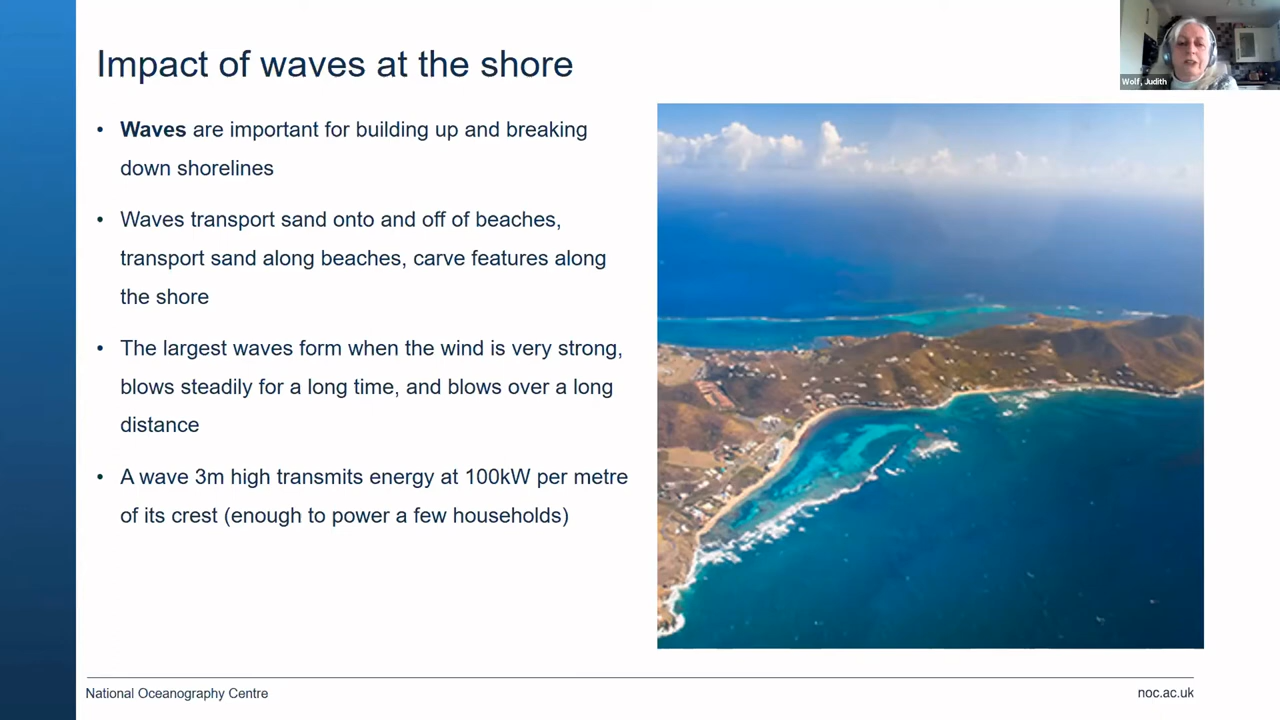 Impact of waves at the shore
Wolf, Judith
• Waves are important for building up and breaking
down shorelines
• Waves transport sand onto and off of beaches,
transport sand along beaches, carve features along
the shore
• The largest waves form when the wind is very strong,
blows steadily for a long time, and blows over a long
distance
• A wave 3m high transmits energy at 100kW per metre
of its crest (enough to power a few households)
National Oceanography Centre
noc.ac.uk